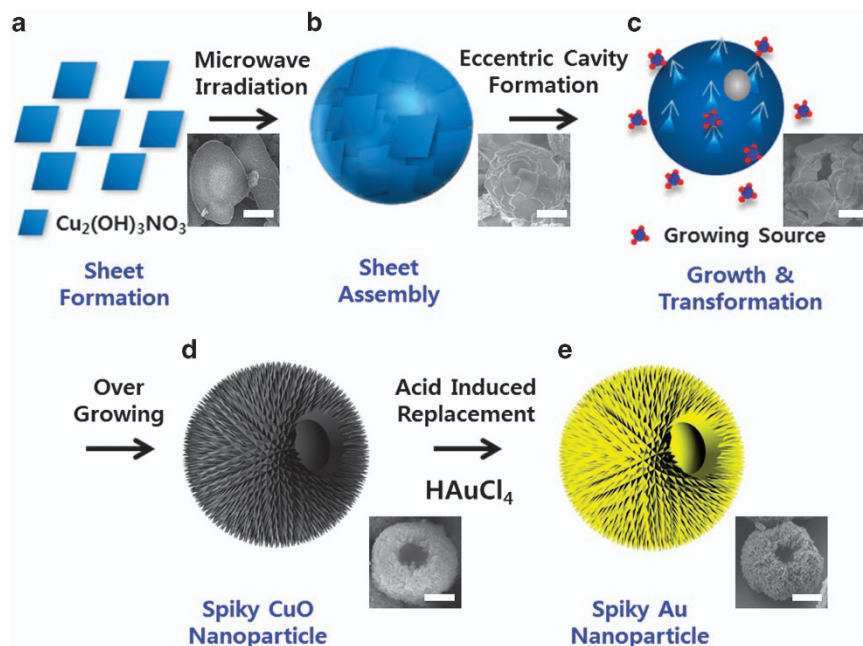 a
Microwave
Irradiation
b
Eccentric Cavity
Formation
c
Cu₂(OH)₃NO₃
Growing Source
Sheet
Formation
Sheet
Assembly
Growth &
Transformation
Over
Growing
d
Acid Induced
Replacement
HAuCl₄
e
Spiky CuO
Nanoparticle
Spiky Au
Nanoparticle